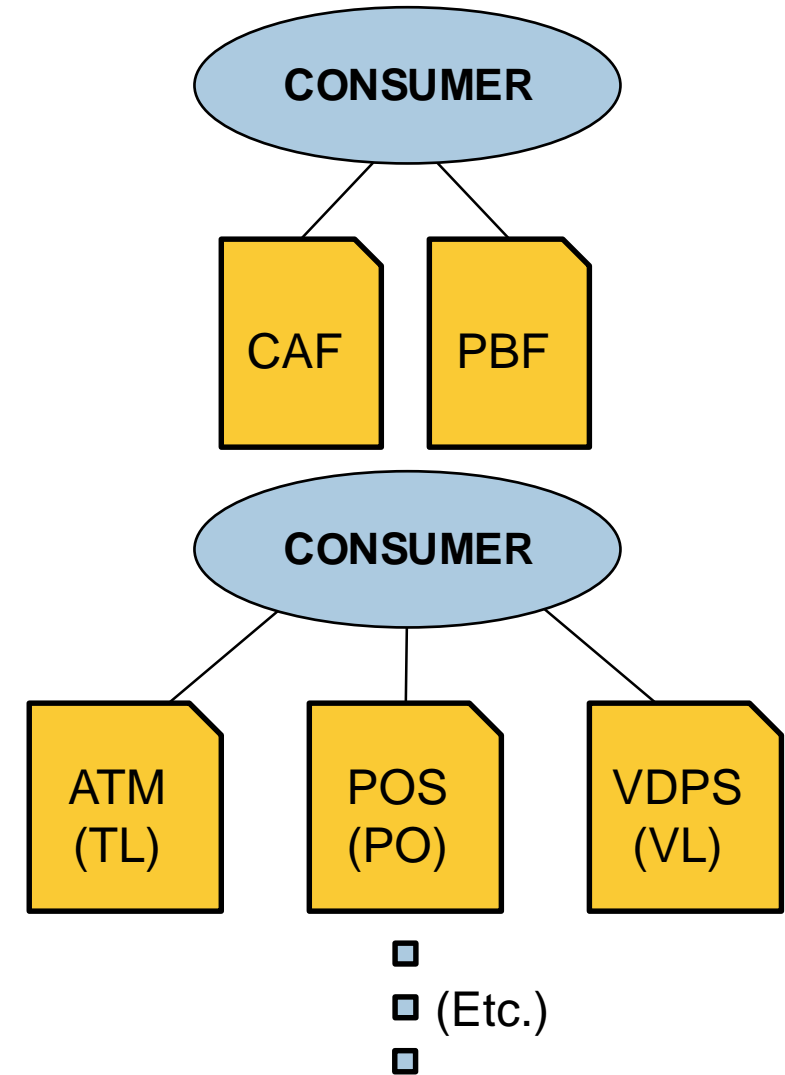 CONSUMER
CAF
PBF
CONSUMER
ATM
(TL)
POS
(PO)
VDPS
(VL)
(Etc.)